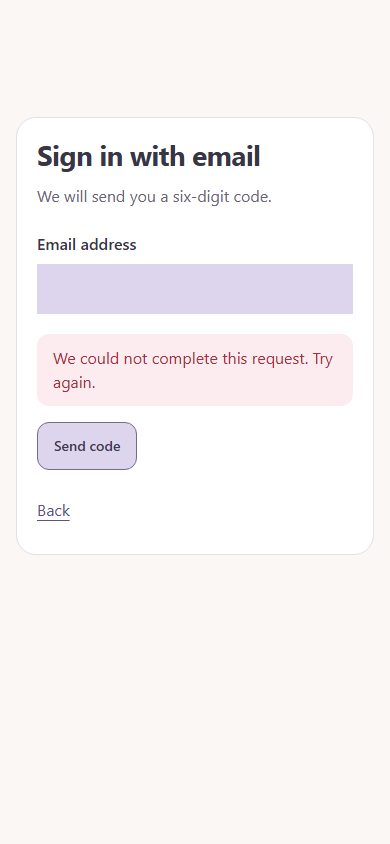 Sign in with email
We will send you a six-digit code.
Email address
We could not complete this request. Try
again.
Send code
Back